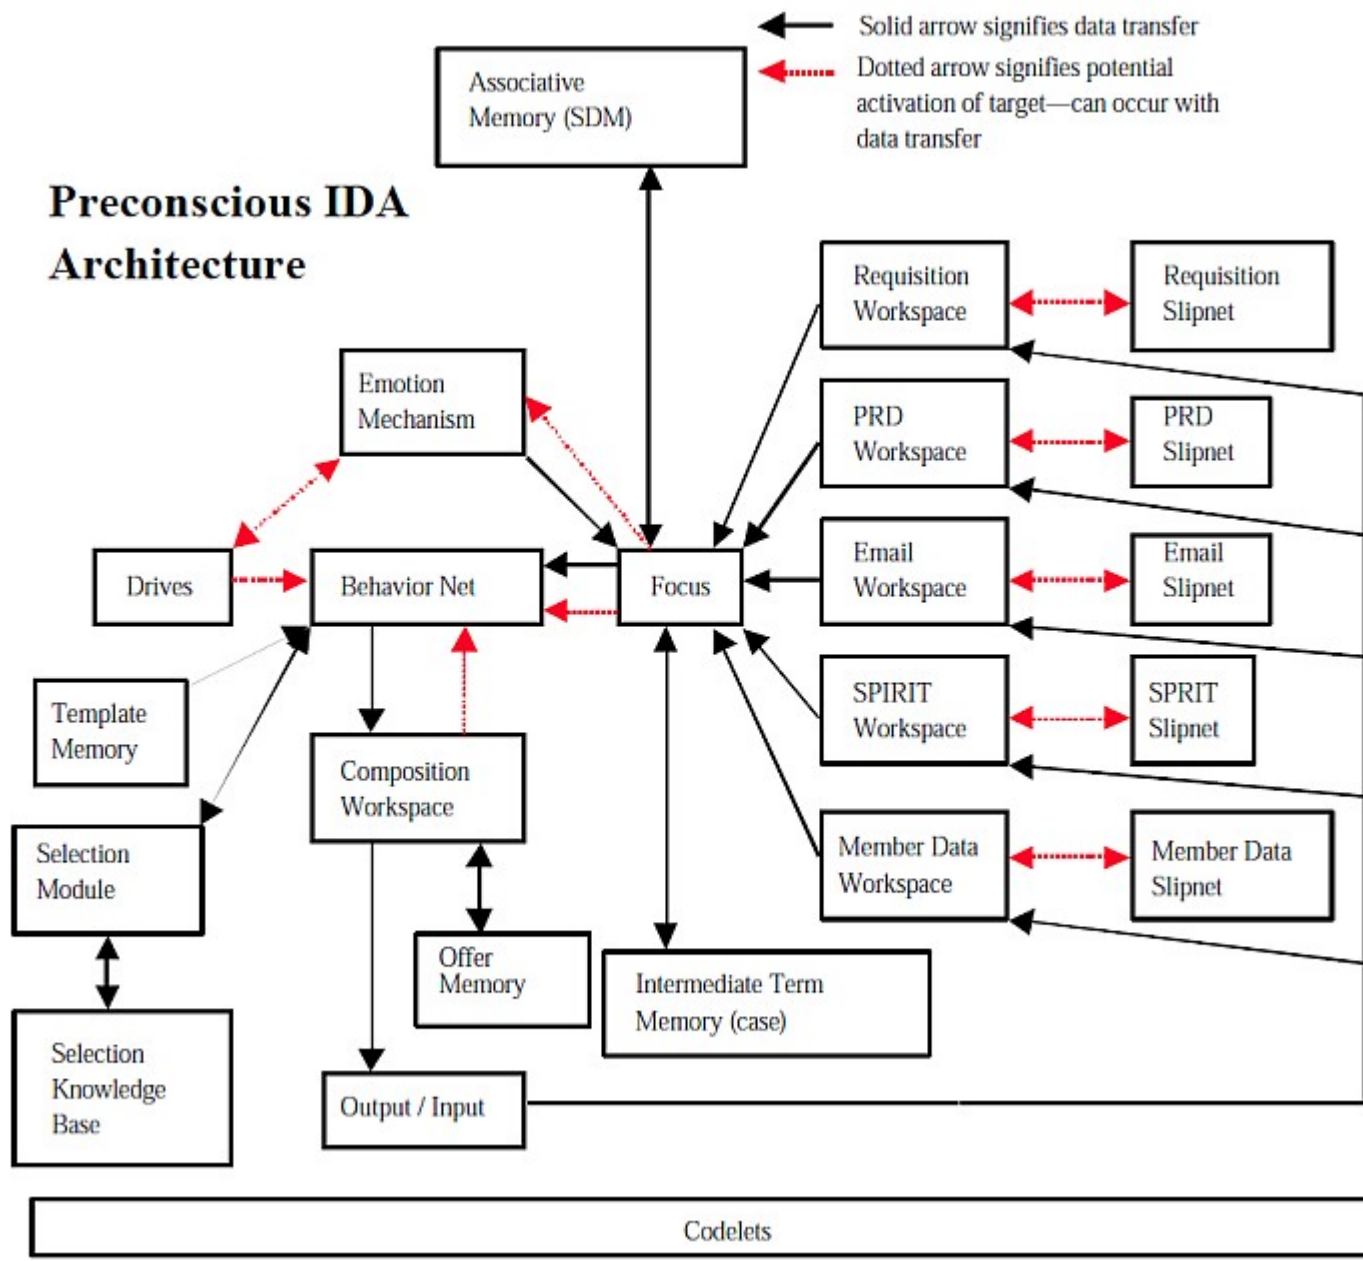 Solid arrow signifies data transfer
Dotted arrow signifies potential
activation of target—can occur with
data transfer
Associative
Memory (SDM)
Preconscious IDA
Architecture
Requisition
Workspace
Requisition
Slipnet
Emotion
Mechanism
PRD
Workspace
PRD
Slipnet
Drives
Behavior Net
Focus
Email
Workspace
Email
Slipnet
Template
Memory
SPIRIT
Workspace
SPRIT
Slipnet
Composition
Workspace
Selection
Module
Member Data
Workspace
Member Data
Slipnet
Offer
Memory
Intermediate Term
Memory (case)
Selection
Knowledge
Base
Output / Input
Codelets